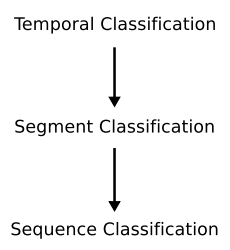 Temporal Classification
Segment Classification
Sequence Classification